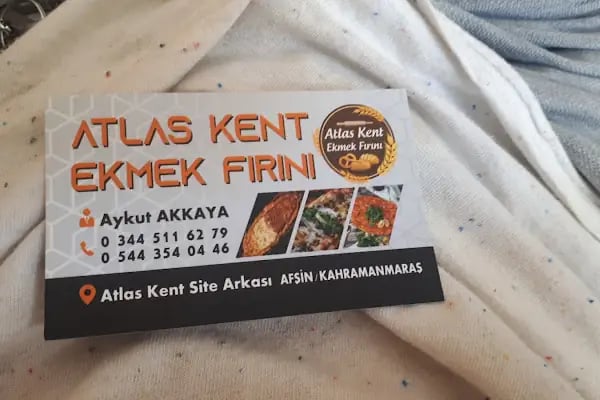 ATLAS KENT
EKMEK FIRINI
Atlas Kent
Ekmek Fırını
Aykut AKKAYA
0 344 511 62 79
0 544 354 04 46
Atlas Kent Site Arkası AFŞİN/KAHRAMANMARAŞ